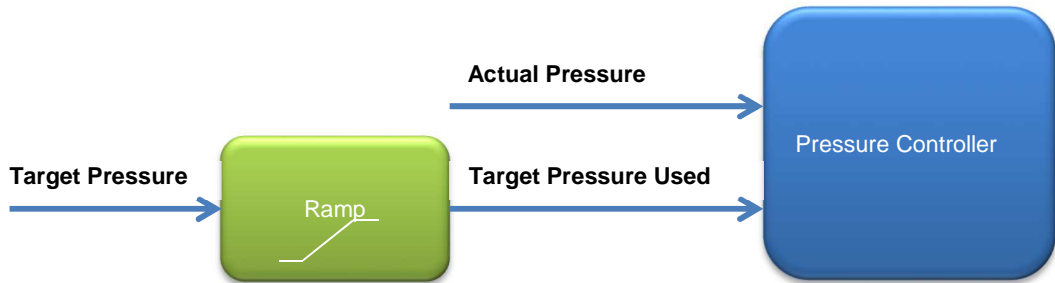 Actual Pressure
Pressure Controller
Target Pressure
Target Pressure Used
Ramp